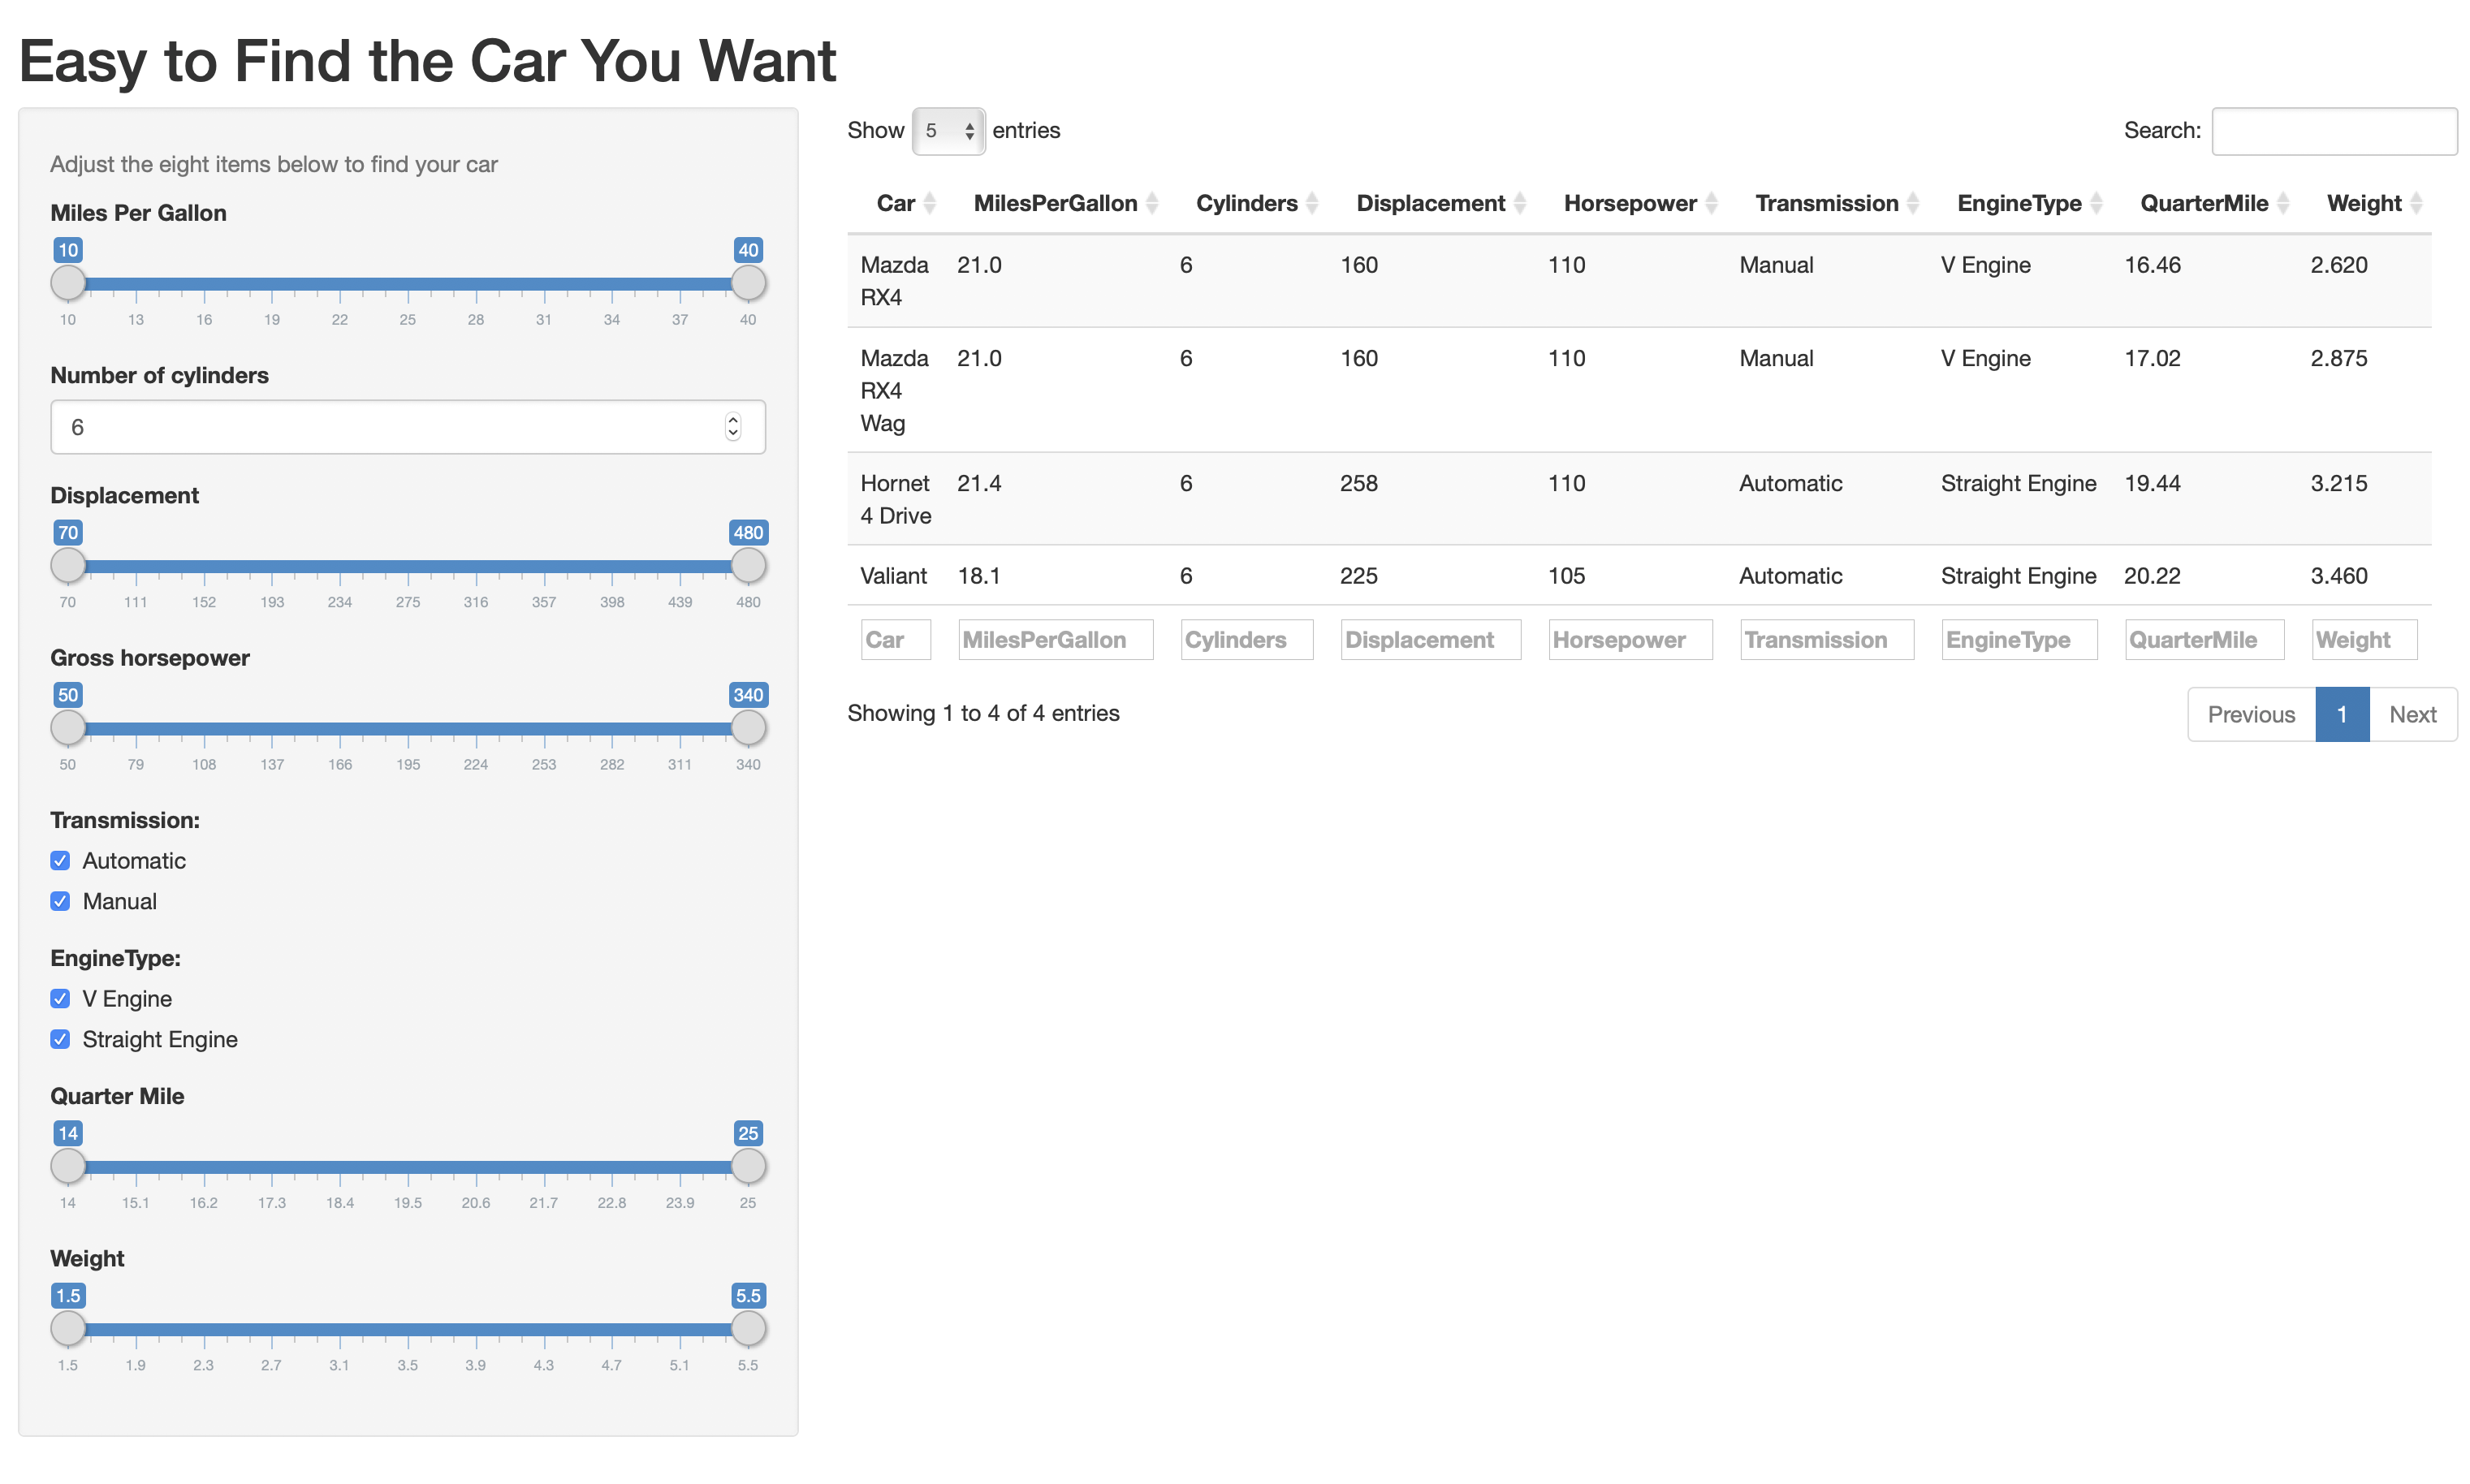 Easy to Find the Car You Want
Adjust the eight items below to find your car
Miles Per Gallon
10 40
10 13 16 19 22 25 28 31 34 37 40
Number of cylinders
6
Displacement
70 480
70 111 152 193 234 275 316 357 398 439 480
Gross horsepower
50 340
50 79 108 137 166 195 224 253 282 311 340
Transmission:
Automatic
Manual
EngineType:
V Engine
Straight Engine
Quarter Mile
14 25
14 15.1 16.2 17.3 18.4 19.5 20.6 21.7 22.8 23.9 25
Weight
1.5 5.5
1.5 1.9 2.3 2.7 3.1 3.5 3.9 4.3 4.7 5.1 5.5
Show 5 entries
Search:
Car MilesPerGallon Cylinders Displacement Horsepower Transmission EngineType QuarterMile Weight
Mazda 21.0 6 160 110 Manual V Engine 16.46 2.620
RX4
Mazda 21.0 6 160 110 Manual V Engine 17.02 2.875
RX4
Wag
Hornet 21.4 6 258 110 Automatic Straight Engine 19.44 3.215
4 Drive
Valiant 18.1 6 225 105 Automatic Straight Engine 20.22 3.460
Car MilesPerGallon Cylinders Displacement Horsepower Transmission EngineType QuarterMile Weight
Showing 1 to 4 of 4 entries
Previous 1 Next